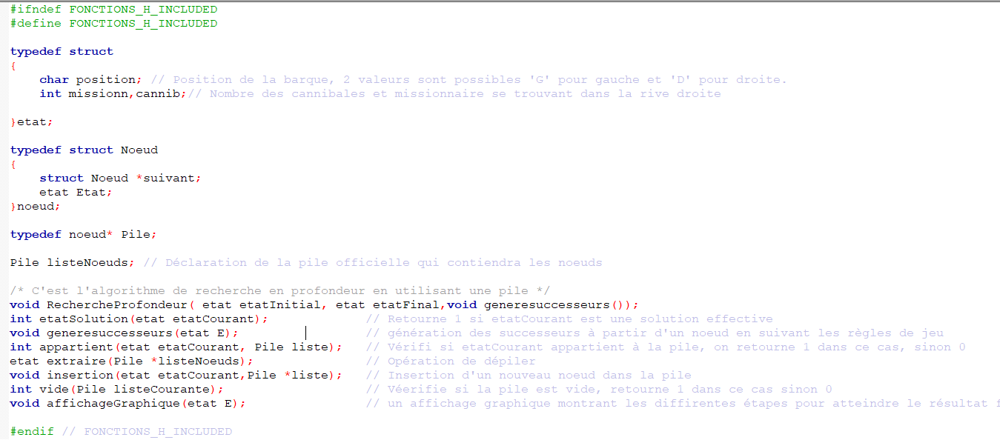 #ifndef FONCTIONS_H_INCLUDED
#define FONCTIONS_H_INCLUDED
typedef struct
{
char position; // Position de la barque, 2 valeurs sont possibles 'G' pour gauche et 'D' pour droite.
int missionn,cannib;// Nombre des cannibales et missionnaire se trouvant dans la rive droite
}etat;
typedef struct Noeud
{
struct Noeud *suivant;
etat Etat;
}noeud;
typedef noeud* Pile;
Pile listeNoeuds; // Déclaration de la pile officielle qui contiendra les noeuds
/* C'est l'algorithme de recherche en profondeur en utilisant une pile */
void RechercheProfondeur( etat etatInitial, etat etatFinal,void generesuccesseurs());
int etatSolution(etat etatCourant); // Retourne 1 si etatCourant est une solution effective
void generesuccesseurs(etat E); // génération des successeurs à partir d'un noeud en suivant les règles de jeu
int appartient(etat etatCourant, Pile liste); // Vérifi si etatCourant appartient à la pile, on retourne 1 dans ce cas, sinon 0
etat extraire(Pile *listeNoeuds); // Opération de dépiler
void insertion(etat etatCourant,Pile *liste); // Insertion d'un nouveau noeud dans la pile
int vide(Pile listeCourante); // Véerifie si la pile est vide, retourne 1 dans ce cas sinon 0
void affichageGraphique(etat E); // un affichage graphique montrant les diffirentes étapes pour atteindre le résultat f
#endif // FONCTIONS_H_INCLUDED